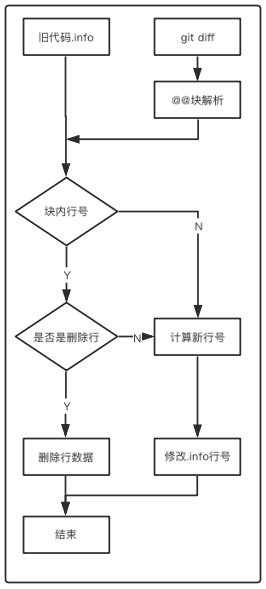 旧代码.info
git diff
@@块解析
块内行号
N
Y
是否是删除行
N
计算新行号
Y
删除行数据
修改.info行号
结束